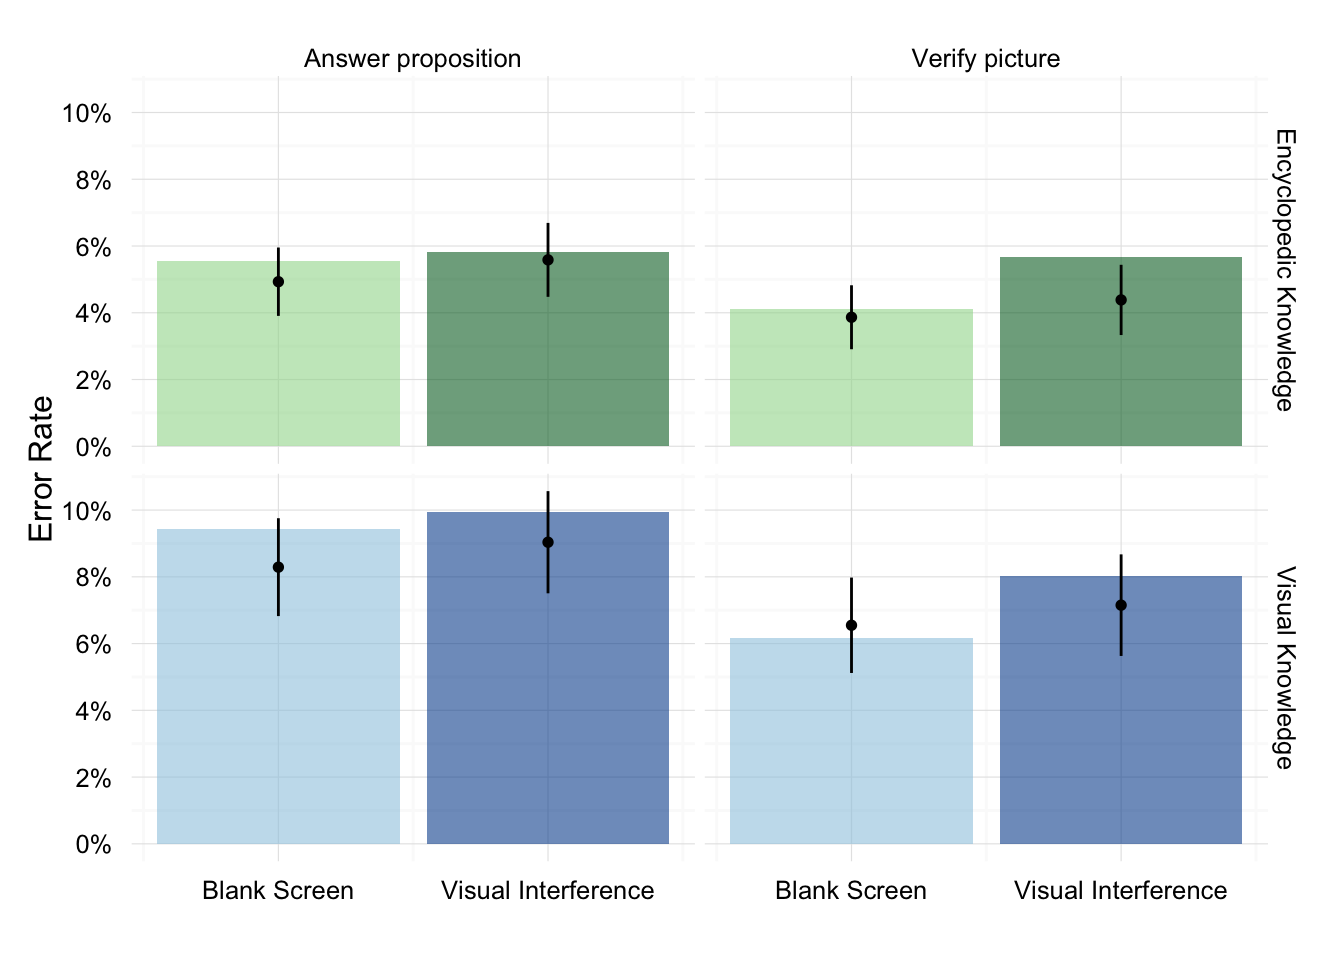 Answer proposition
Verify picture
10%
8%
6%
4%
2%
0%
Encyclopedic Knowledge
Error Rate
10%
8%
6%
4%
2%
0%
Visual Knowledge
Blank Screen
Visual Interference
Blank Screen
Visual Interference